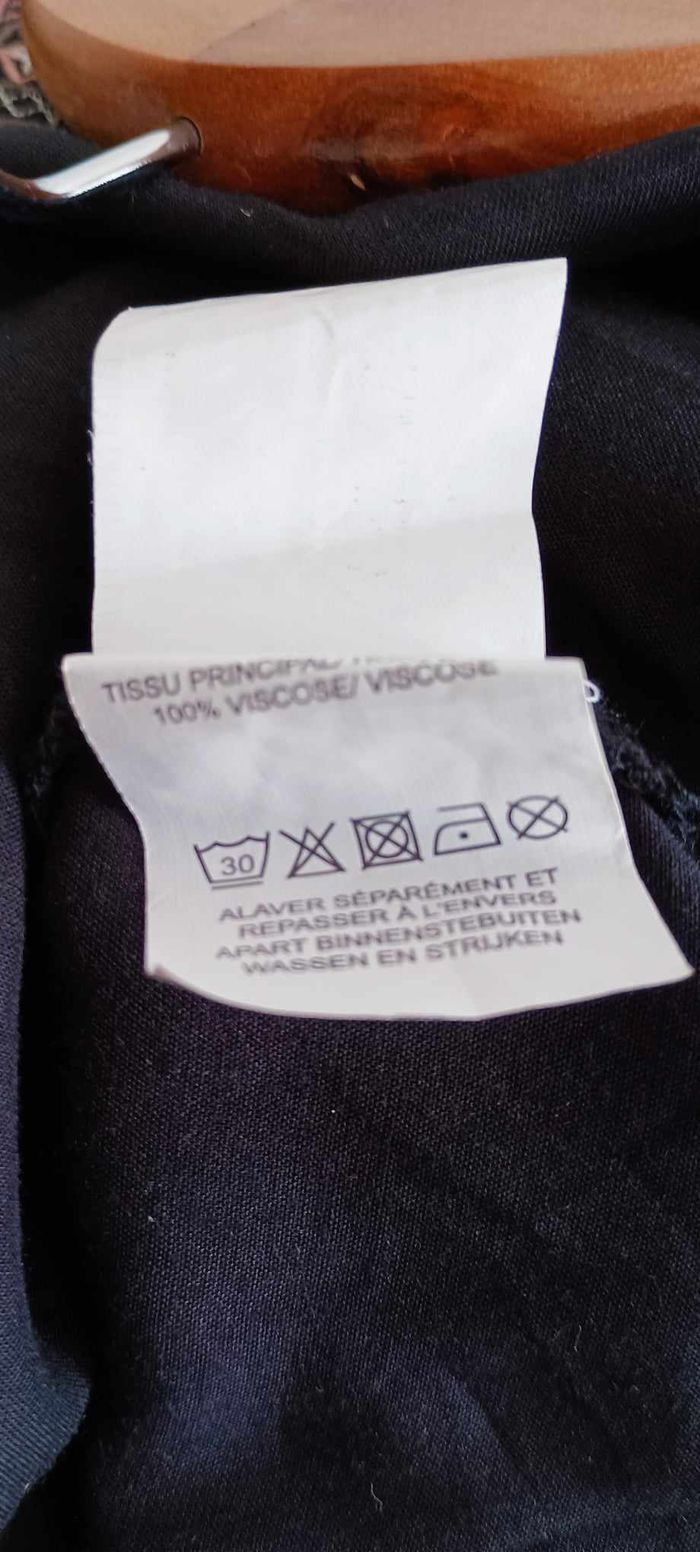 TISSU PRINCIPAL/
100% VISCOSE/ VISCOSE
30
ALAVER SÉPARÉMENT ET
REPASSER À L'ENVERS
APART BINNENSTEBUITEN
WASSEN EN STRIJKEN